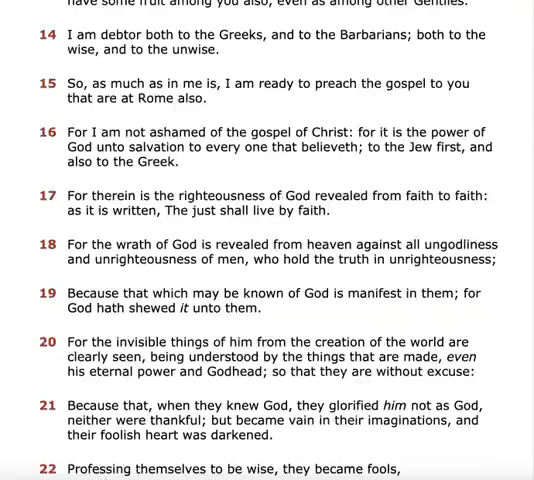 have some fruit among you also, even as among other Gentiles.
14 I am debtor both to the Greeks, and to the Barbarians; both to the
wise, and to the unwise.
15 So, as much as in me is, I am ready to preach the gospel to you
that are at Rome also.
16 For I am not ashamed of the gospel of Christ: for it is the power of
God unto salvation to every one that believeth; to the Jew first, and
also to the Greek.
17 For therein is the righteousness of God revealed from faith to faith:
as it is written, The just shall live by faith.
18 For the wrath of God is revealed from heaven against all ungodliness
and unrighteousness of men, who hold the truth in unrighteousness;
19 Because that which may be known of God is manifest in them; for
God hath shewed it unto them.
20 For the invisible things of him from the creation of the world are
clearly seen, being understood by the things that are made, even
his eternal power and Godhead; so that they are without excuse:
21 Because that, when they knew God, they glorified him not as God,
neither were thankful; but became vain in their imaginations, and
their foolish heart was darkened.
22 Professing themselves to be wise, they became fools,